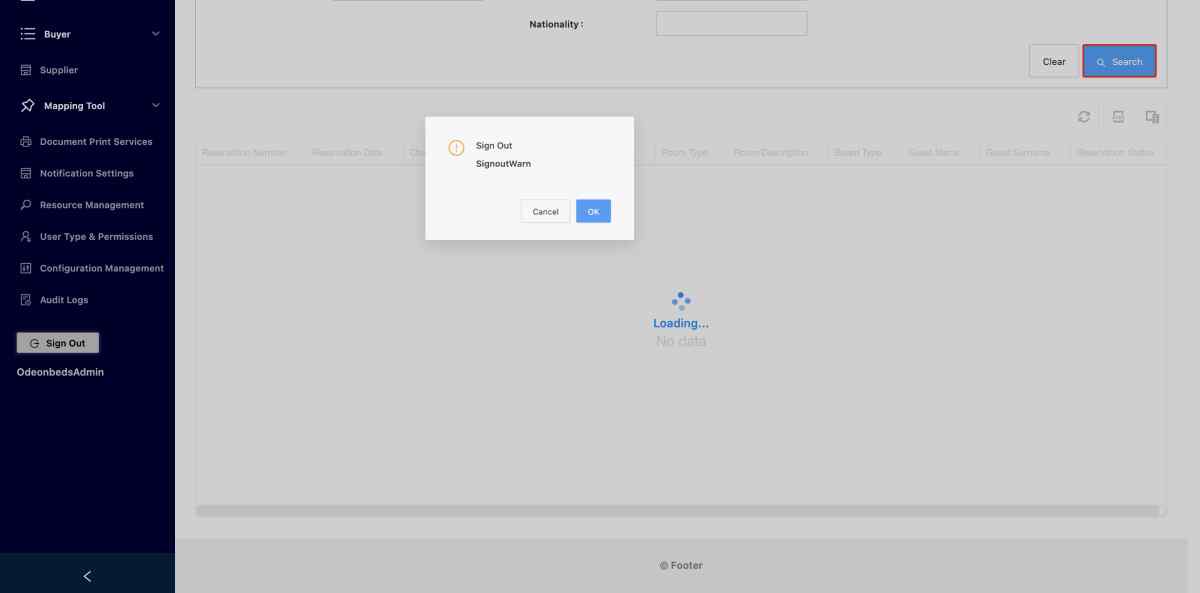 Buyer
Supplier
Mapping Tool
Document Print Services
Notification Settings
Resource Management
User Type & Permissions
Configuration Management
Audit Logs
Sign Out
OdeonbedsAdmin
Nationality :
Clear
Search
Reservation Number
Reservation Date
Room Type
Room Description
Board Type
Guest Name
Guest Surname
Reservation Status
Sign Out
SignoutWarn
Cancel
OK
Loading...
No data
© Footer